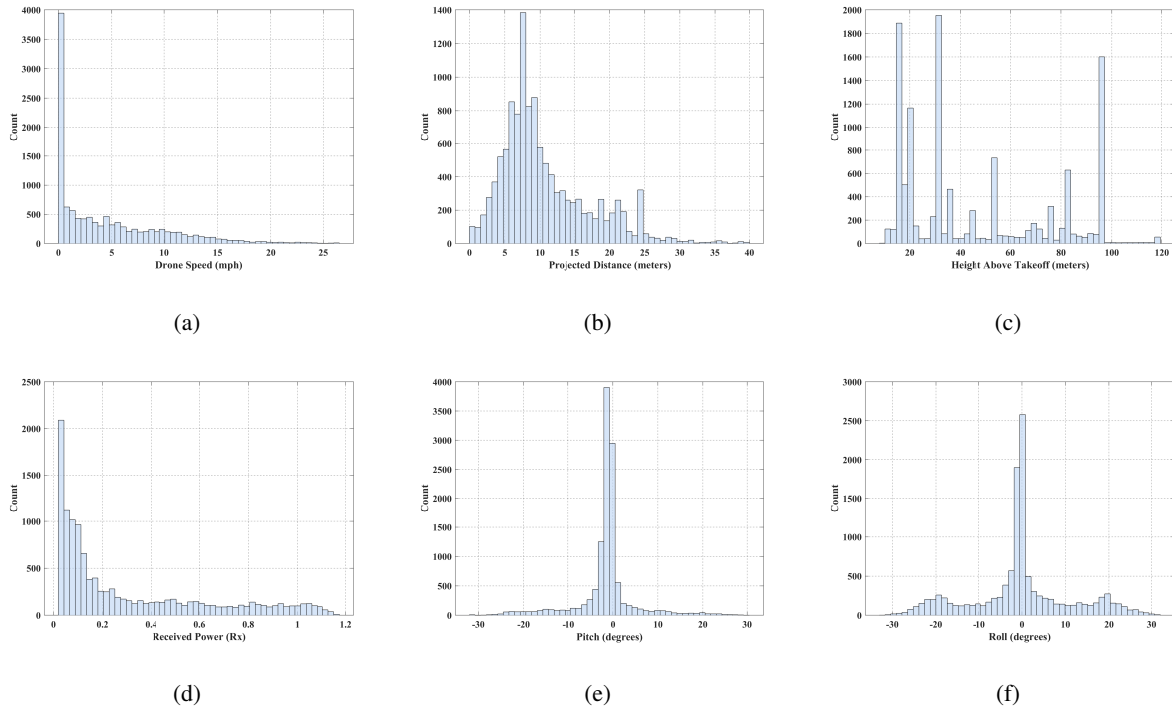 4000
3500
3000
2500
2000
1500
1000
500
0
Count
0 5 10 15 20 25
Drone Speed (mph)
(a)
1400
1200
1000
800
600
400
200
0
Count
0 5 10 15 20 25 30 35 40
Projected Distance (meters)
(b)
2000
1800
1600
1400
1200
1000
800
600
400
200
0
Count
20 40 60 80 100 120
Height Above Takeoff (meters)
(c)
2500
2000
1500
1000
500
0
Count
0 0.2 0.4 0.6 0.8 1 1.2
Received Power (Rx)
(d)
4000
3500
3000
2500
2000
1500
1000
500
0
Count
-30 -20 -10 0 10 20 30
Pitch (degrees)
(e)
3000
2500
2000
1500
1000
500
0
Count
-30 -20 -10 0 10 20 30
Roll (degrees)
(f)